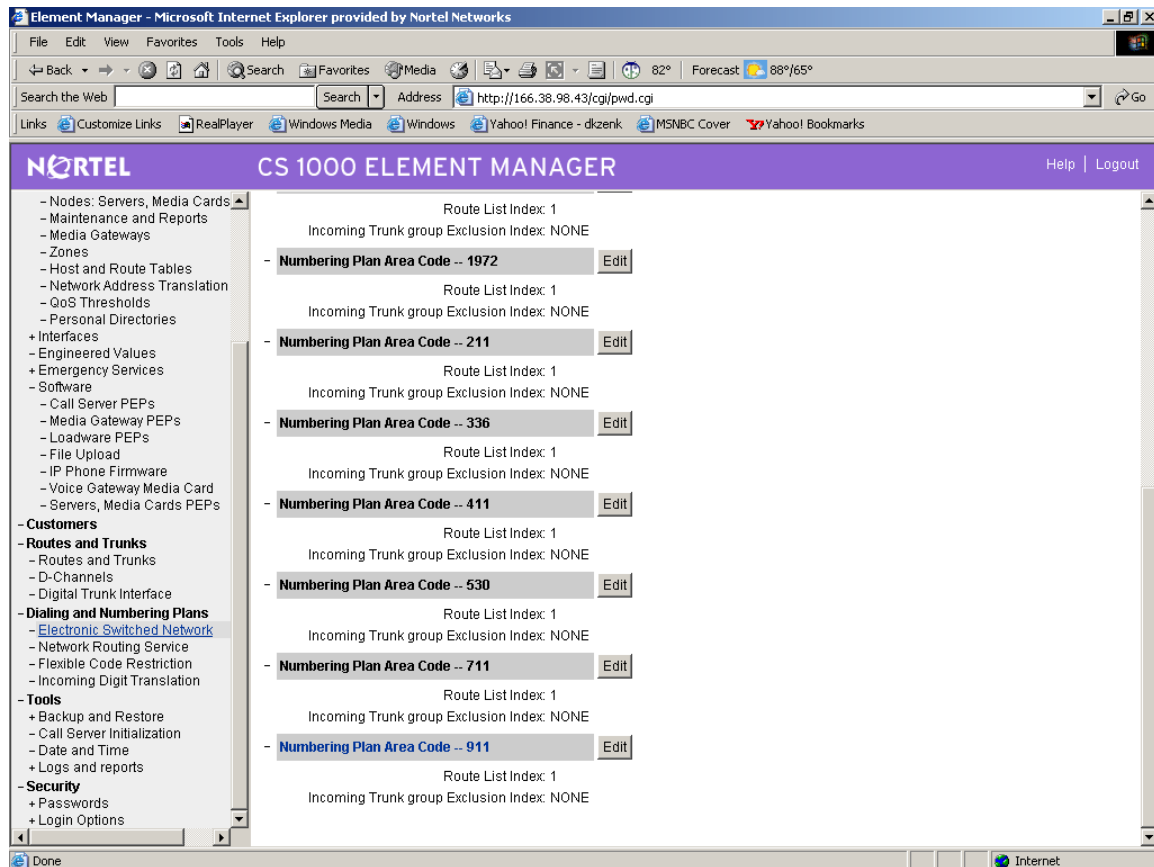 Element Manager - Microsoft Internet Explorer provided by Nortel Networks
File Edit View Favorites Tools Help
Back Search Favorites Media 82° Forecast 88°/65°
Search the Web Search Address http://166.38.98.43/cgi/pwd.cgi Go
Links Customize Links RealPlayer Windows Media Windows Yahoo! Finance - dkzenk MSNBC Cover Yahoo! Bookmarks
NORTEL CS 1000 ELEMENT MANAGER Help | Logout
- Nodes: Servers, Media Cards
- Maintenance and Reports
- Media Gateways
- Zones
- Host and Route Tables
- Network Address Translation
- QoS Thresholds
- Personal Directories
+ Interfaces
- Engineered Values
+ Emergency Services
- Software
- Call Server PEPs
- Media Gateway PEPs
- Loadware PEPs
- File Upload
- IP Phone Firmware
- Voice Gateway Media Card
- Servers, Media Cards PEPs
- Customers
- Routes and Trunks
- Routes and Trunks
- D-Channels
- Digital Trunk Interface
- Dialing and Numbering Plans
- Electronic Switched Network
- Network Routing Service
- Flexible Code Restriction
- Incoming Digit Translation
- Tools
+ Backup and Restore
- Call Server Initialization
- Date and Time
+ Logs and reports
- Security
+ Passwords
+ Login Options
Route List Index: 1
Incoming Trunk group Exclusion Index: NONE
- Numbering Plan Area Code -- 1972 Edit
Route List Index: 1
Incoming Trunk group Exclusion Index: NONE
- Numbering Plan Area Code -- 211 Edit
Route List Index: 1
Incoming Trunk group Exclusion Index: NONE
- Numbering Plan Area Code -- 336 Edit
Route List Index: 1
Incoming Trunk group Exclusion Index: NONE
- Numbering Plan Area Code -- 411 Edit
Route List Index: 1
Incoming Trunk group Exclusion Index: NONE
- Numbering Plan Area Code -- 530 Edit
Route List Index: 1
Incoming Trunk group Exclusion Index: NONE
- Numbering Plan Area Code -- 711 Edit
Route List Index: 1
Incoming Trunk group Exclusion Index: NONE
- Numbering Plan Area Code -- 911 Edit
Route List Index: 1
Incoming Trunk group Exclusion Index: NONE
Done Internet